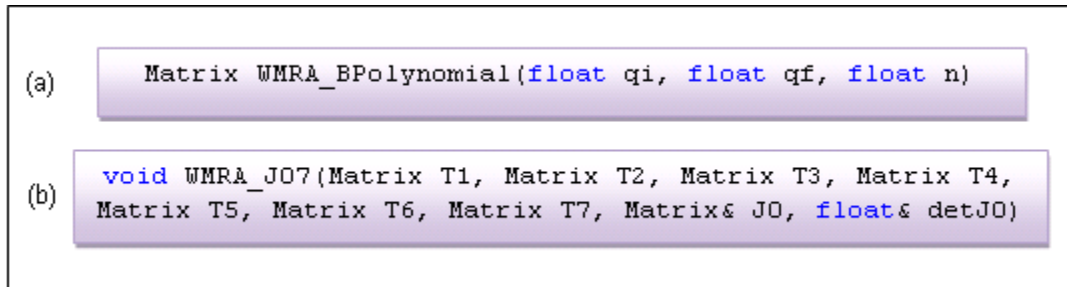 (a) Matrix WMRA_BPolynomial(float qi, float qf, float n)
(b) void WMRA_J07(Matrix T1, Matrix T2, Matrix T3, Matrix T4,
Matrix T5, Matrix T6, Matrix T7, Matrix& J0, float& detJ0)